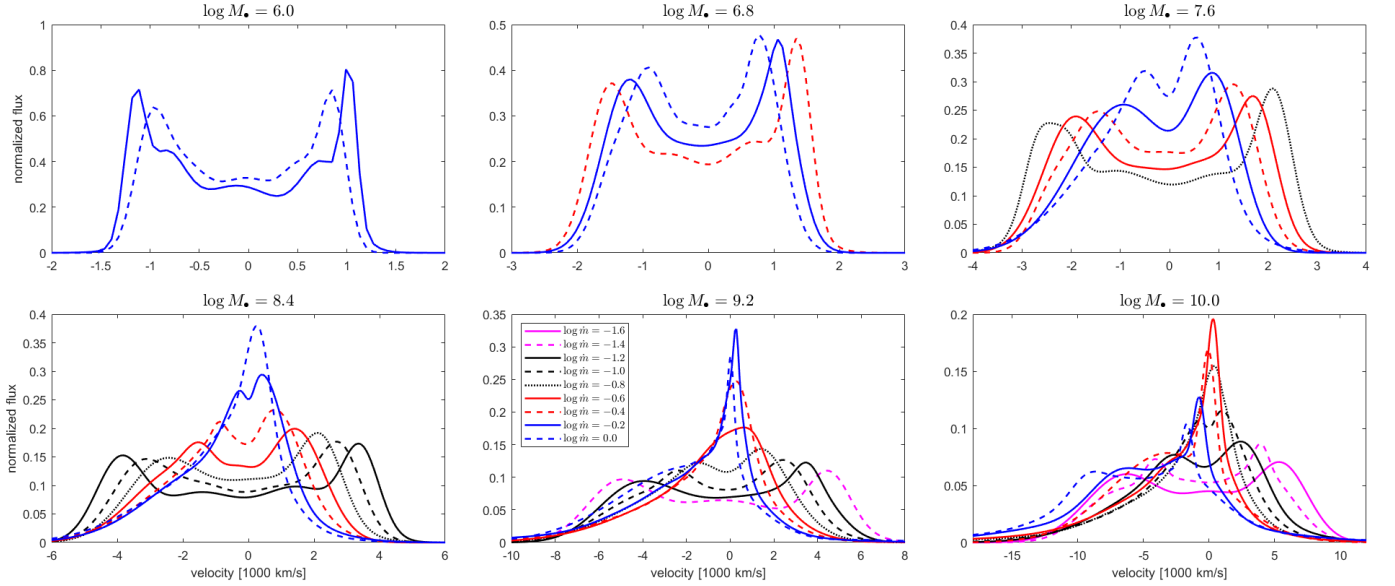 log M• = 6.0
log M• = 6.8
log M• = 7.6
normalized flux
1
0.8
0.6
0.4
0.2
0
-2 -1.5 -1 -0.5 0 0.5 1 1.5 2
0.5
0.4
0.3
0.2
0.1
0
-3 -2 -1 0 1 2 3
0.4
0.35
0.3
0.25
0.2
0.15
0.1
0.05
0
-4 -3 -2 -1 0 1 2 3 4
log M• = 8.4
log M• = 9.2
log M• = 10.0
normalized flux
0.4
0.35
0.3
0.25
0.2
0.15
0.1
0.05
0
-6 -4 -2 0 2 4 6
velocity [1000 km/s]
0.35
0.3
0.25
0.2
0.15
0.1
0.05
0
log ṁ = −1.6
log ṁ = −1.4
log ṁ = −1.2
log ṁ = −1.0
log ṁ = −0.8
log ṁ = −0.6
log ṁ = −0.4
log ṁ = −0.2
log ṁ = 0.0
-10 -8 -6 -4 -2 0 2 4 6 8
velocity [1000 km/s]
0.2
0.15
0.1
0.05
0
-15 -10 -5 0 5 10
velocity [1000 km/s]